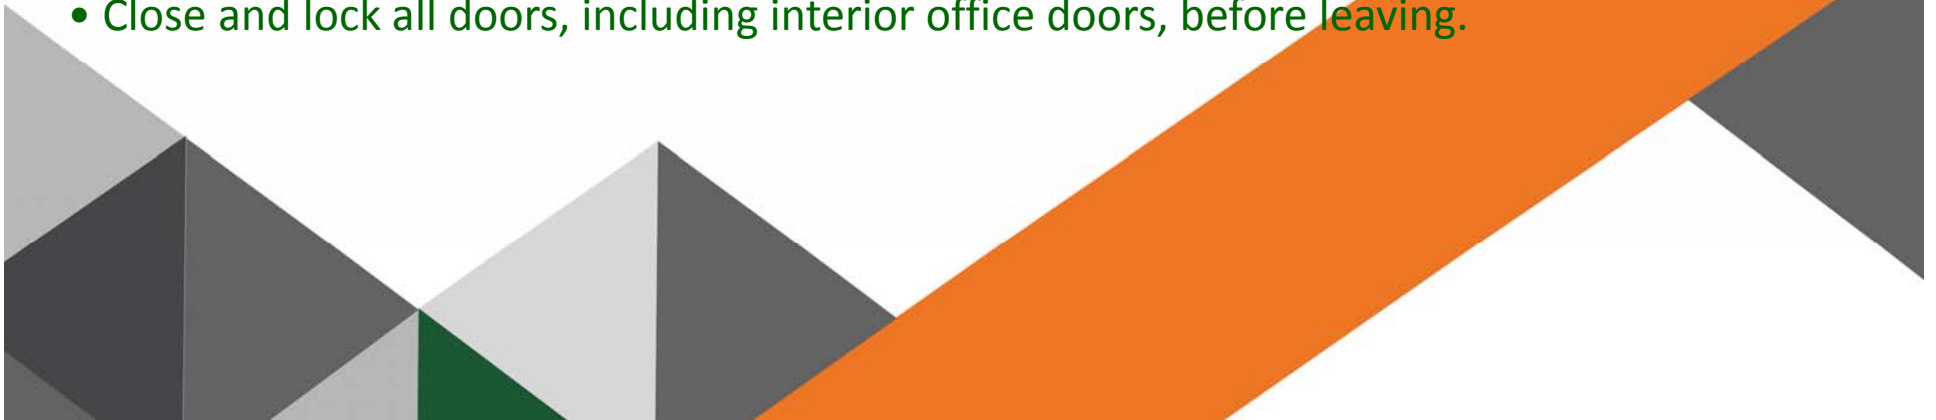 • Close and lock all doors, including interior office doors, before leaving.